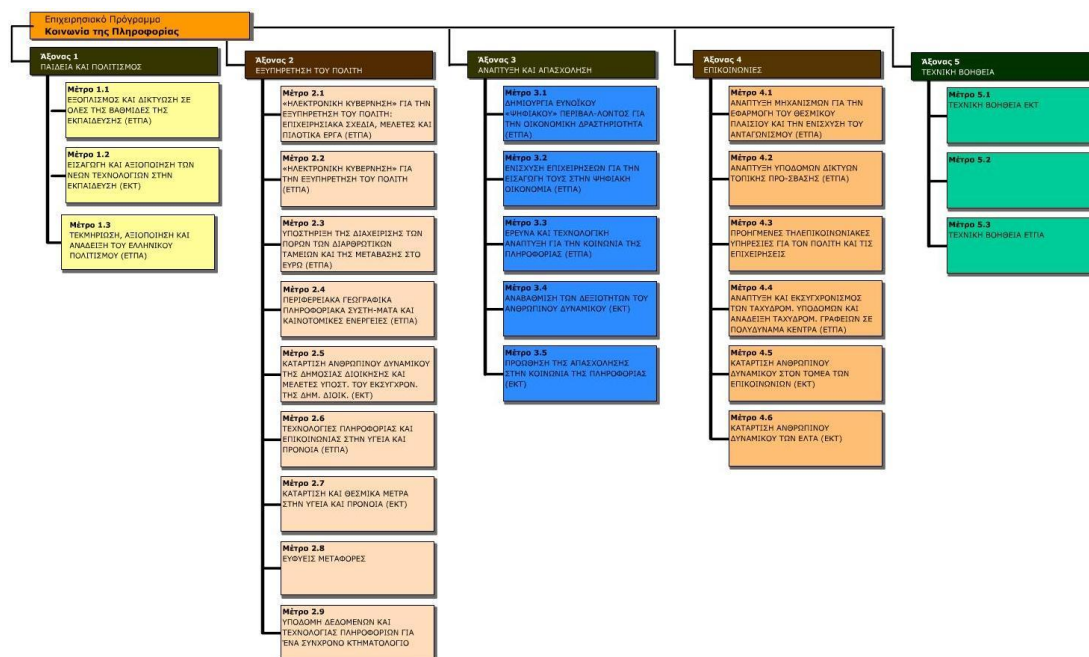 Επιχειρησιακό Πρόγραμμα
Κοινωνία της Πληροφορίας
Άξονας 1
ΠΑΙΔΕΙΑ ΚΑΙ ΠΟΛΙΤΙΣΜΟΣ
Μέτρο 1.1
ΕΞΟΠΛΙΣΜΟΣ ΚΑΙ ΔΙΚΤΥΩΣΗ ΣΕ
ΟΛΕΣ ΤΗΣ ΒΑΘΜΙΔΕΣ ΤΗΣ
ΕΚΠΑΙΔΕΥΣΗΣ (ΕΤΠΑ)
Μέτρο 1.2
ΕΙΣΑΓΩΓΗ ΚΑΙ ΑΞΙΟΠΟΙΗΣΗ ΤΩΝ
ΝΕΩΝ ΤΕΧΝΟΛΟΓΙΩΝ ΣΤΗΝ
ΕΚΠΑΙΔΕΥΣΗ (ΕΚΤ)
Μέτρο 1.3
ΤΕΚΜΗΡΙΩΣΗ, ΑΞΙΟΠΟΙΗΣΗ ΚΑΙ
ΑΝΑΔΕΙΞΗ ΤΟΥ ΕΛΛΗΝΙΚΟΥ
ΠΟΛΙΤΙΣΜΟΥ (ΕΤΠΑ)
Άξονας 2
ΕΞΥΠΗΡΕΤΗΣΗ ΤΟΥ ΠΟΛΙΤΗ
Μέτρο 2.1
«ΗΛΕΚΤΡΟΝΙΚΗ ΚΥΒΕΡΝΗΣΗ» ΓΙΑ ΤΗΝ
ΕΞΥΠΗΡΕΤΗΣΗ ΤΟΥ ΠΟΛΙΤΗ:
ΕΠΙΧΕΙΡΗΣΙΑΚΑ ΣΧΕΔΙΑ, ΜΕΛΕΤΕΣ ΚΑΙ
ΠΙΛΟΤΙΚΑ ΕΡΓΑ (ΕΤΠΑ)
Μέτρο 2.2
«ΗΛΕΚΤΡΟΝΙΚΗ ΚΥΒΕΡΝΗΣΗ» ΓΙΑ
ΤΗΝ ΕΞΥΠΗΡΕΤΗΣΗ ΤΟΥ ΠΟΛΙΤΗ
(ΕΤΠΑ)
Μέτρο 2.3
ΥΠΟΣΤΗΡΙΞΗ ΤΗΣ ΔΙΑΧΕΙΡΙΣΗΣ ΤΩΝ
ΠΟΡΩΝ ΤΩΝ ΔΙΑΡΘΡΩΤΙΚΩΝ
ΤΑΜΕΙΩΝ ΚΑΙ ΤΗΣ ΜΕΤΑΒΑΣΗΣ ΣΤΟ
ΕΥΡΩ (ΕΤΠΑ)
Μέτρο 2.4
ΠΕΡΙΦΕΡΕΙΑΚΑ ΓΕΩΓΡΑΦΙΚΑ
ΠΛΗΡΟΦΟΡΙΑΚΑ ΣΥΣΤΗ-ΜΑΤΑ ΚΑΙ
ΚΑΙΝΟΤΟΜΙΚΕΣ ΕΝΕΡΓΕΙΕΣ (ΕΤΠΑ)
Μέτρο 2.5
ΚΑΤΑΡΤΙΣΗ ΑΝΘΡΩΠΙΝΟΥ ΔΥΝΑΜΙΚΟΥ
ΤΗΣ ΔΗΜΟΣΙΑΣ ΔΙΟΙΚΗΣΗΣ ΚΑΙ
ΜΕΛΕΤΕΣ ΥΠΟΣΤ. ΤΟΥ ΕΚΣΥΓΧΡΟΝ.
ΤΗΣ ΔΗΜ. ΔΙΟΙΚ. (ΕΚΤ)
Μέτρο 2.6
ΤΕΧΝΟΛΟΓΙΕΣ ΠΛΗΡΟΦΟΡΙΑΣ ΚΑΙ
ΕΠΙΚΟΙΝΩΝΙΑΣ ΣΤΗΝ ΥΓΕΙΑ ΚΑΙ
ΠΡΟΝΟΙΑ (ΕΤΠΑ)
Μέτρο 2.7
ΚΑΤΑΡΤΙΣΗ ΚΑΙ ΘΕΣΜΙΚΑ ΜΕΤΡΑ
ΣΤΗΝ ΥΓΕΙΑ ΚΑΙ ΠΡΟΝΟΙΑ (ΕΚΤ)
Μέτρο 2.8
ΕΥΦΥΕΙΣ ΜΕΤΑΦΟΡΕΣ
Μέτρο 2.9
ΥΠΟΔΟΜΗ ΔΕΔΟΜΕΝΩΝ ΚΑΙ
ΤΕΧΝΟΛΟΓΙΑΣ ΠΛΗΡΟΦΟΡΙΩΝ ΓΙΑ
ΈΝΑ ΣΥΝΧΡΟΝΟ ΚΤΗΜΑΤΟΛΟΓΙΟ
Άξονας 3
ΑΝΑΠΤΥΞΗ ΚΑΙ ΑΠΑΣΧΟΛΗΣΗ
Μέτρο 3.1
ΔΗΜΙΟΥΡΓΙΑ ΕΥΝΟΪΚΟΥ
«ΨΗΦΙΑΚΟΥ» ΠΕΡΙΒΑΛ-ΛΟΝΤΟΣ ΓΙΑ
ΤΗΝ ΟΙΚΟΝΟΜΙΚΗ ΔΡΑΣΤΗΡΙΟΤΗΤΑ
(ΕΤΠΑ)
Μέτρο 3.2
ΕΝΙΣΧΥΣΗ ΕΠΙΧΕΙΡΗΣΕΩΝ ΓΙΑ ΤΗΝ
ΕΙΣΑΓΩΓΗ ΤΟΥΣ ΣΤΗΝ ΨΗΦΙΑΚΗ
ΟΙΚΟΝΟΜΙΑ (ΕΤΠΑ)
Μέτρο 3.3
ΕΡΕΥΝΑ ΚΑΙ ΤΕΧΝΟΛΟΓΙΚΗ
ΑΝΑΠΤΥΞΗ ΓΙΑ ΤΗΝ ΚΟΙΝΩΝΙΑ ΤΗΣ
ΠΛΗΡΟΦΟΡΙΑΣ (ΕΤΠΑ)
Μέτρο 3.4
ΑΝΑΒΑΘΜΙΣΗ ΤΩΝ ΔΕΞΙΟΤΗΤΩΝ ΤΟΥ
ΑΝΘΡΩΠΙΝΟΥ ΔΥΝΑΜΙΚΟΥ (ΕΚΤ)
Μέτρο 3.5
ΠΡΟΩΘΗΣΗ ΤΗΣ ΑΠΑΣΧΟΛΗΣΗΣ
ΣΤΗΝ ΚΟΙΝΩΝΙΑ ΤΗΣ ΠΛΗΡΟΦΟΡΙΑΣ
(ΕΚΤ)
Άξονας 4
ΕΠΙΚΟΙΝΩΝΙΕΣ
Μέτρο 4.1
ΑΝΑΠΤΥΞΗ ΜΗΧΑΝΙΣΜΩΝ ΓΙΑ ΤΗΝ
ΕΦΑΡΜΟΓΗ ΤΟΥ ΘΕΣΜΙΚΟΥ
ΠΛΑΙΣΙΟΥ ΚΑΙ ΤΗΝ ΕΝΙΣΧΥΣΗ ΤΟΥ
ΑΝΤΑΓΩΝΙΣΜΟΥ (ΕΤΠΑ)
Μέτρο 4.2
ΑΝΑΠΤΥΞΗ ΥΠΟΔΟΜΩΝ ΔΙΚΤΥΩΝ
ΤΟΠΙΚΗΣ ΠΡΟ-ΣΒΑΣΗΣ (ΕΤΠΑ)
Μέτρο 4.3
ΠΡΟΗΓΜΕΝΕΣ ΤΗΛΕΠΙΚΟΙΝΩΝΙΑΚΕΣ
ΥΠΗΡΕΣΙΕΣ ΓΙΑ ΤΟΝ ΠΟΛΙΤΗ ΚΑΙ ΤΙΣ
ΕΠΙΧΕΙΡΗΣΕΙΣ
Μέτρο 4.4
ΑΝΑΠΤΥΞΗ ΚΑΙ ΕΚΣΥΓΧΡΟΝΙΣΜΟΣ
ΤΩΝ ΤΑΧΥΔΡΟΜ. ΥΠΟΔΟΜΩΝ ΚΑΙ
ΑΝΑΔΕΙΞΗ ΤΑΧΥΔΡΟΜ. ΓΡΑΦΕΙΩΝ ΣΕ
ΠΟΛΥΔΥΝΑΜΑ ΚΕΝΤΡΑ (ΕΤΠΑ)
Μέτρο 4.5
ΚΑΤΑΡΤΙΣΗ ΑΝΘΡΩΠΙΝΟΥ
ΔΥΝΑΜΙΚΟΥ ΣΤΟΝ ΤΟΜΕΑ ΤΩΝ
ΕΠΙΚΟΙΝΩΝΙΩΝ (ΕΚΤ)
Μέτρο 4.6
ΚΑΤΑΡΤΙΣΗ ΑΝΘΡΩΠΙΝΟΥ
ΔΥΝΑΜΙΚΟΥ ΤΩΝ ΕΛΤΑ (ΕΚΤ)
Άξονας 5
ΤΕΧΝΙΚΗ ΒΟΗΘΕΙΑ
Μέτρο 5.1
ΤΕΧΝΙΚΗ ΒΟΗΘΕΙΑ ΕΚΤ
Μέτρο 5.2
Μέτρο 5.3
ΤΕΧΝΙΚΗ ΒΟΗΘΕΙΑ ΕΤΠΑ